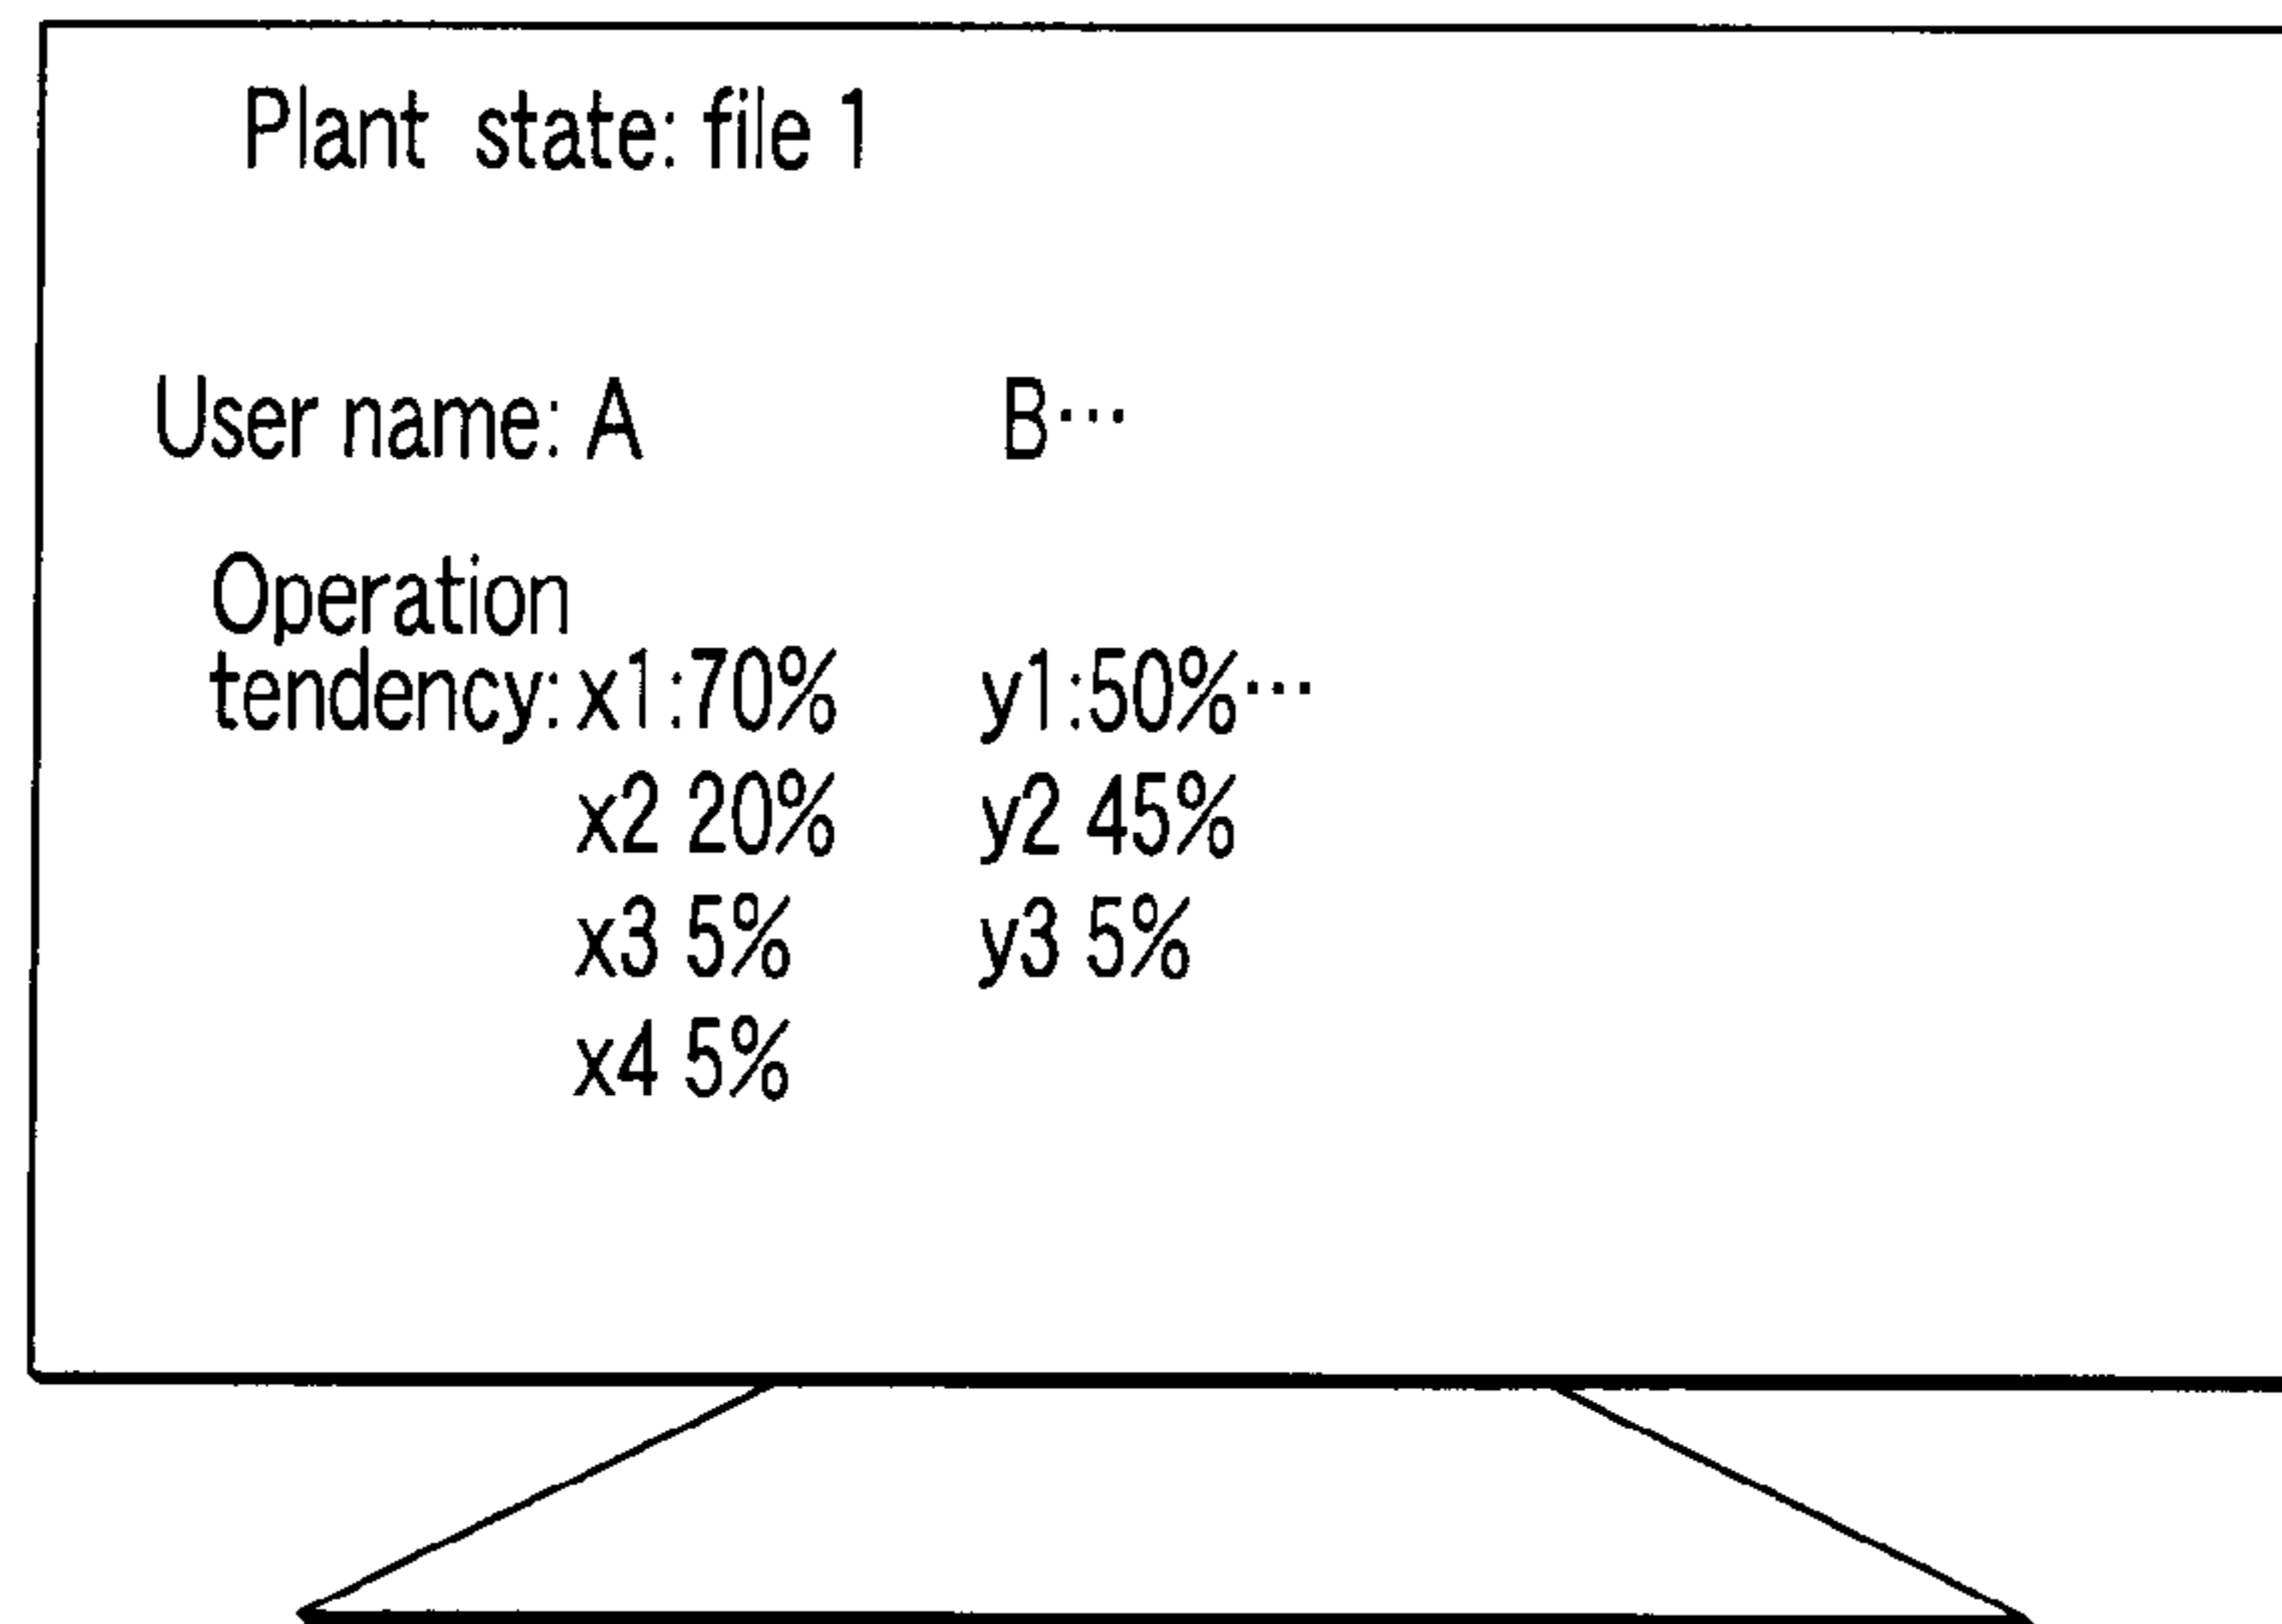 Plant state: file 1
User name: A B…
Operation
tendency: x1:70% y1:50%…
x2 20% y2 45%
x3 5% y3 5%
x4 5%